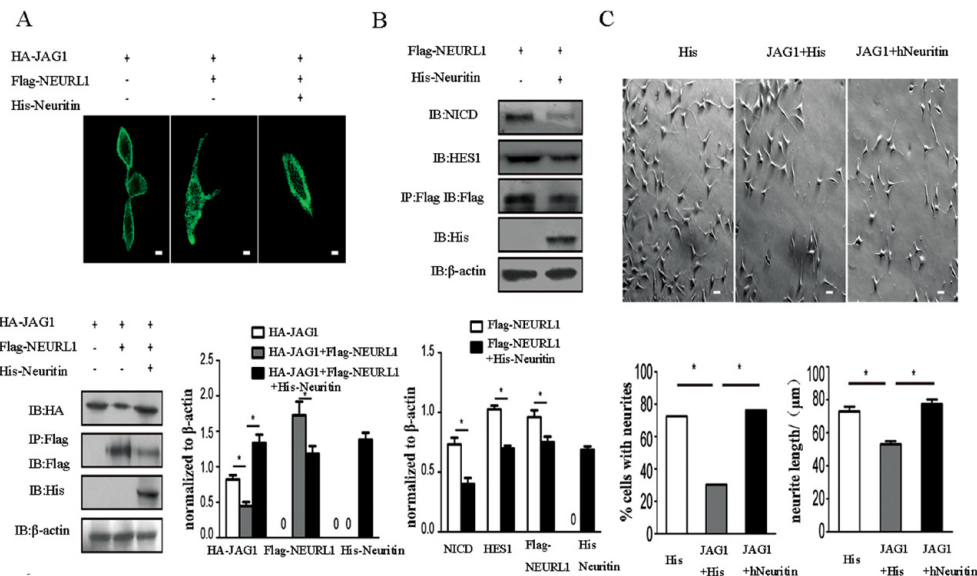 A
HA-JAG1 + + +
Flag-NEURL1 - + +
His-Neuritin - - +
HA-JAG1 + + +
Flag-NEURL1 - + +
His-Neuritin - - +
IB:HA
IP:Flag
IB:Flag
IB:His
IB:β-actin
HA-JAG1
HA-JAG1+Flag-NEURL1
HA-JAG1+Flag-NEURL1
+His-Neuritin
normalized to β-actin
2.5
2.0
1.5
1.0
0.5
0.0
* * *
0 0 0
HA-JAG1 Flag-NEURL1 His-Neuritin
B
Flag-NEURL1 + +
His-Neuritin - +
IB:NICD
IB:HES1
IP:Flag IB:Flag
IB:His
IB:β-actin
Flag-NEURL1
Flag-NEURL1
+His-Neuritin
normalized to β-actin
1.5
1.0
0.5
0.0
* * *
0
NICD HES1 Flag- His
NEURL1 Neuritin
C
His JAG1+His JAG1+hNeuritin
% cells with neurites
80
60
40
20
0
* *
His JAG1 JAG1
+His +hNeuritin
neurite length/（μm）
100
80
60
40
20
0
* *
His JAG1 JAG1
+His +hNeuritin